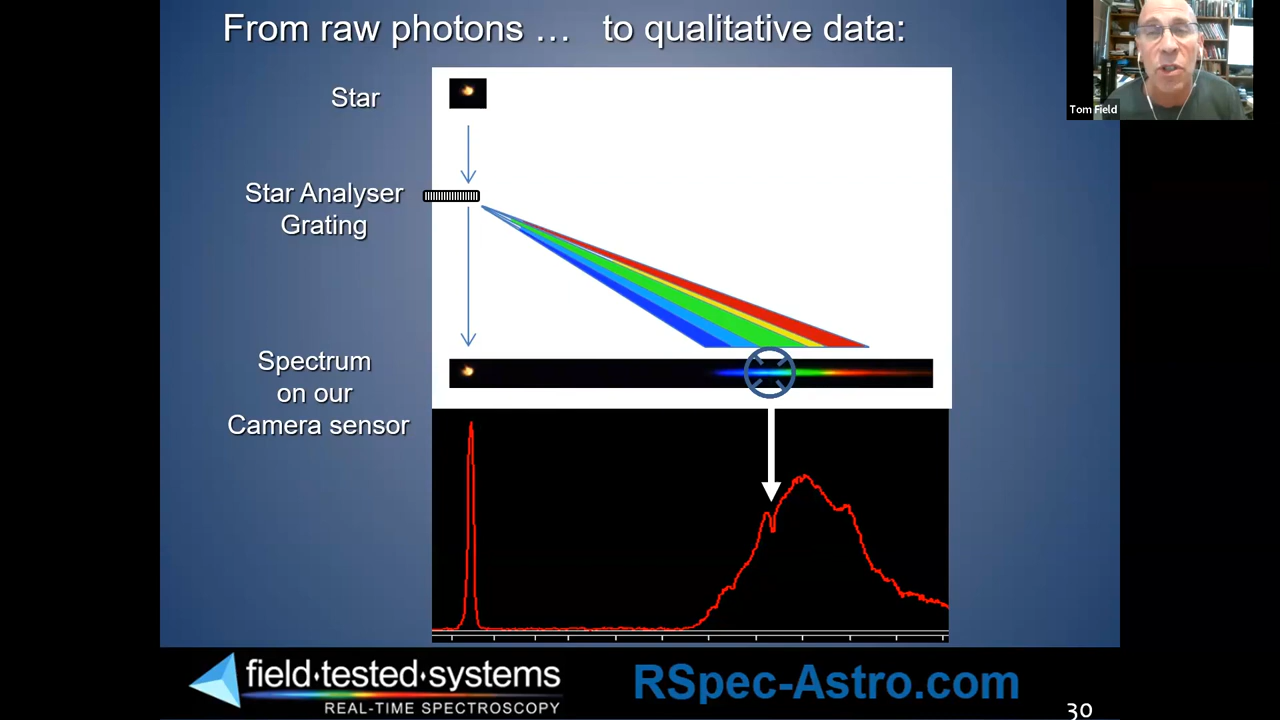 From raw photons … to qualitative data:
Tom Field
Star
Star Analyser
Grating
Spectrum
on our
Camera sensor
field·tested·systems
REAL-TIME SPECTROSCOPY
RSpec-Astro.com
30